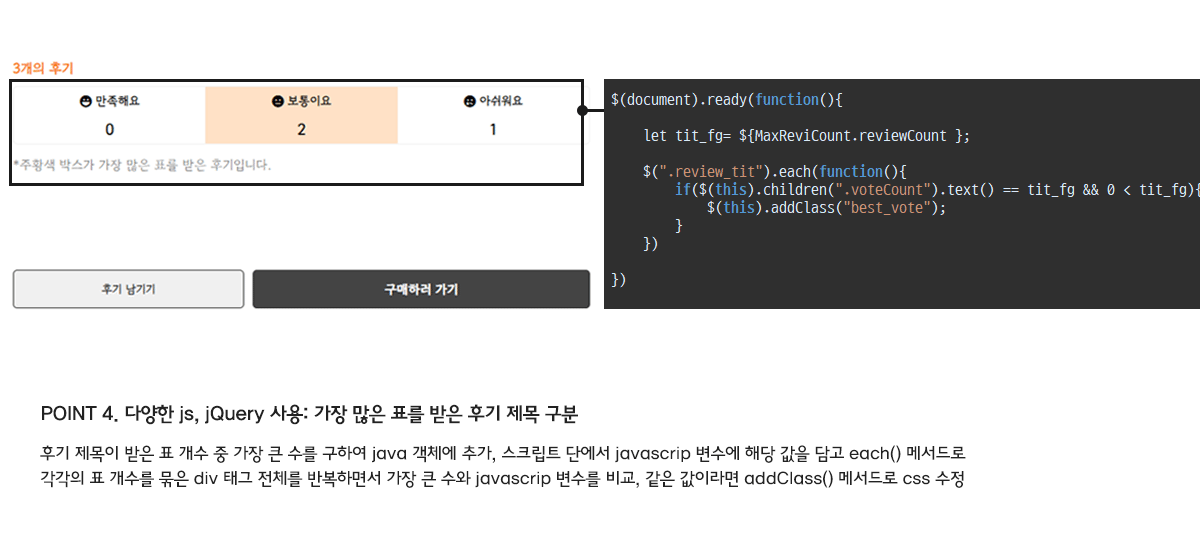 3개의 후기
만족해요 보통이요 아쉬워요
0 2 1
*주황색 박스가 가장 많은 표를 받은 후기입니다.
후기 남기기 구매하러 가기
$(document).ready(function(){
let tit_fg= ${MaxReviCount.reviewCount };
$(".review_tit").each(function(){
if($(this).children(".voteCount").text() == tit_fg && 0 < tit_fg){
$(this).addClass("best_vote");
}
})
})
POINT 4. 다양한 js, jQuery 사용: 가장 많은 표를 받은 후기 제목 구분
후기 제목이 받은 표 개수 중 가장 큰 수를 구하여 java 객체에 추가, 스크립트 단에서 javascrip 변수에 해당 값을 담고 each() 메서드로
각각의 표 개수를 묶은 div 태그 전체를 반복하면서 가장 큰 수와 javascrip 변수를 비교, 같은 값이라면 addClass() 메서드로 css 수정